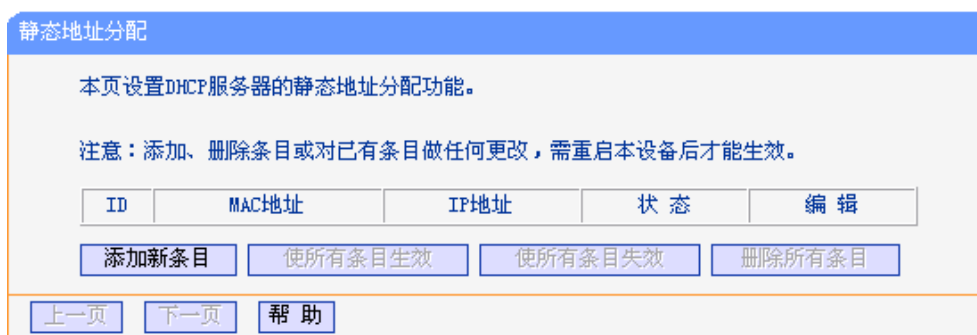 静态地址分配
本页设置DHCP服务器的静态地址分配功能。
注意：添加、删除条目或对已有条目做任何更改，需重启本设备后才能生效。
ID MAC地址 IP地址 状 态 编 辑
添加新条目 使所有条目生效 使所有条目失效 删除所有条目
上一页 下一页 帮 助